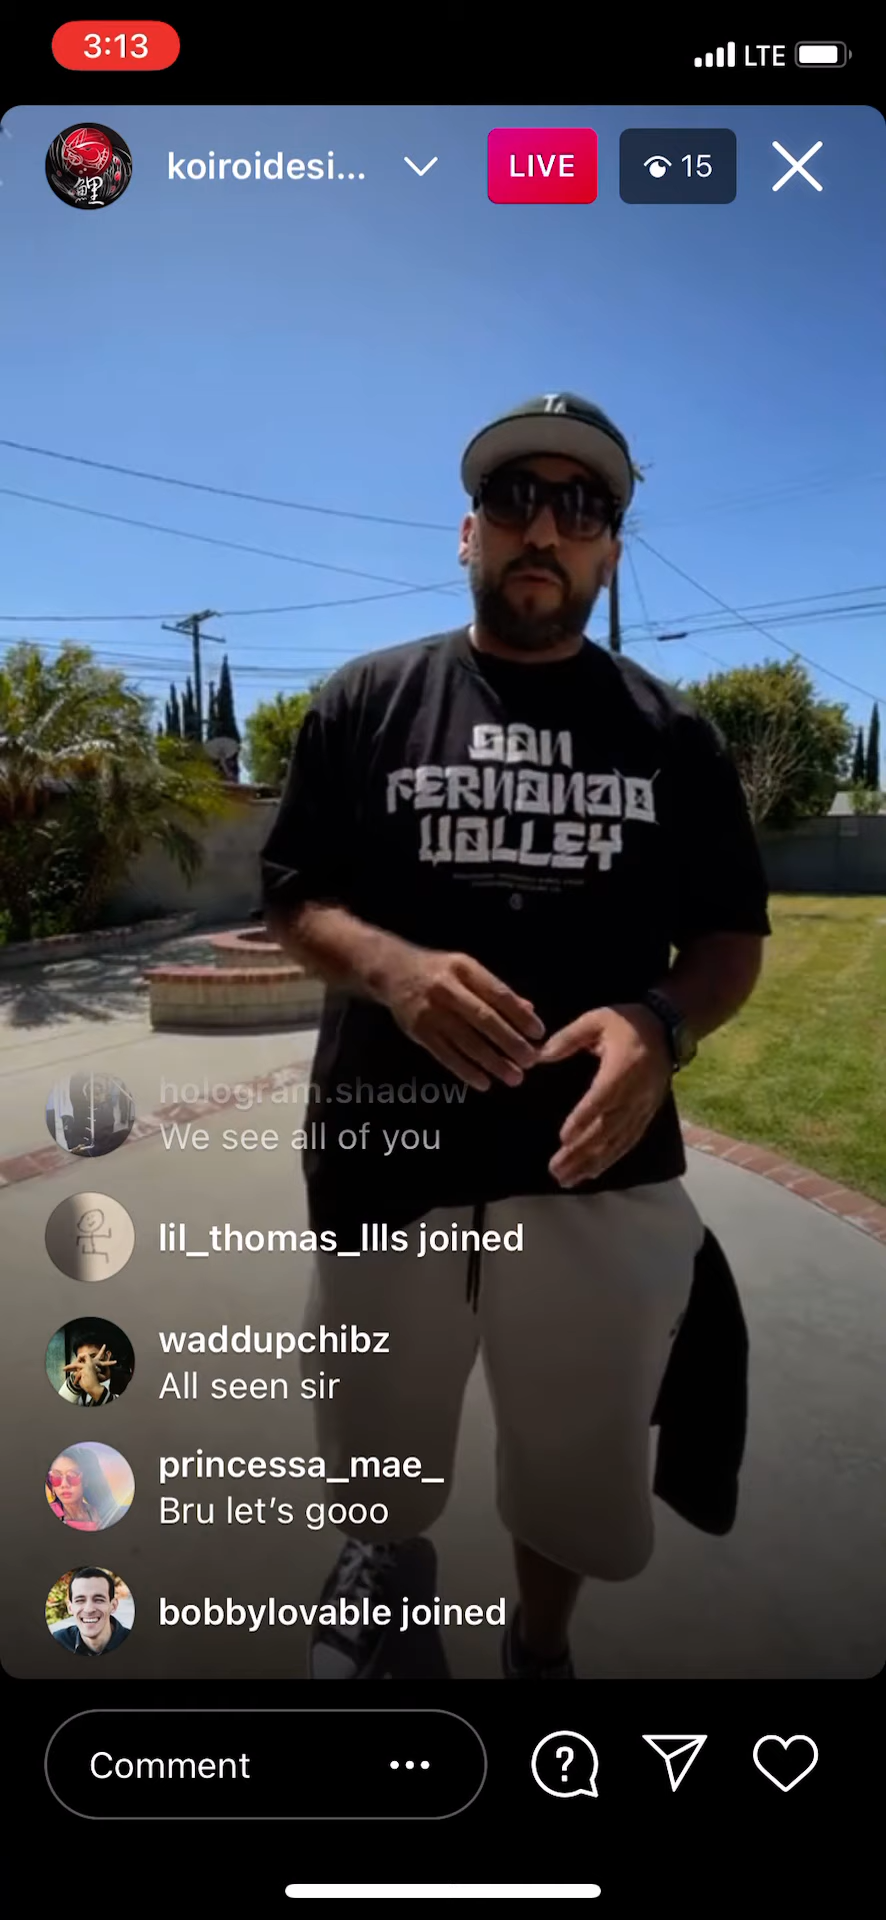 3:13
LTE
koiroidesi...
LIVE
15
鯉
SAN
FERNANDO
VALLEY
hologram.shadow
We see all of you
lil_thomas_llls joined
waddupchibz
All seen sir
princessa_mae_
Bru let’s gooo
bobbylovable joined
Comment